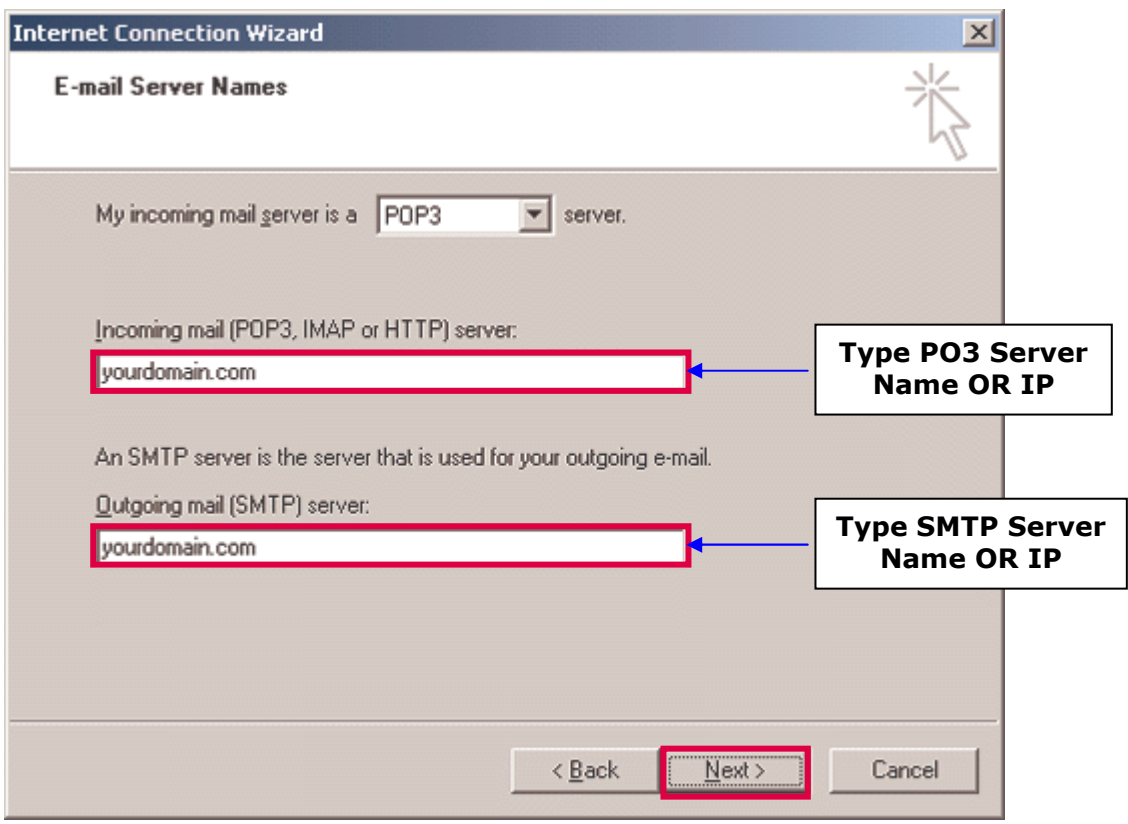 Internet Connection Wizard
E-mail Server Names
My incoming mail server is a POP3 server.
Incoming mail (POP3, IMAP or HTTP) server:
yourdomain.com
Type PO3 Server
Name OR IP
An SMTP server is the server that is used for your outgoing e-mail.
Outgoing mail (SMTP) server:
yourdomain.com
Type SMTP Server
Name OR IP
< Back Next > Cancel